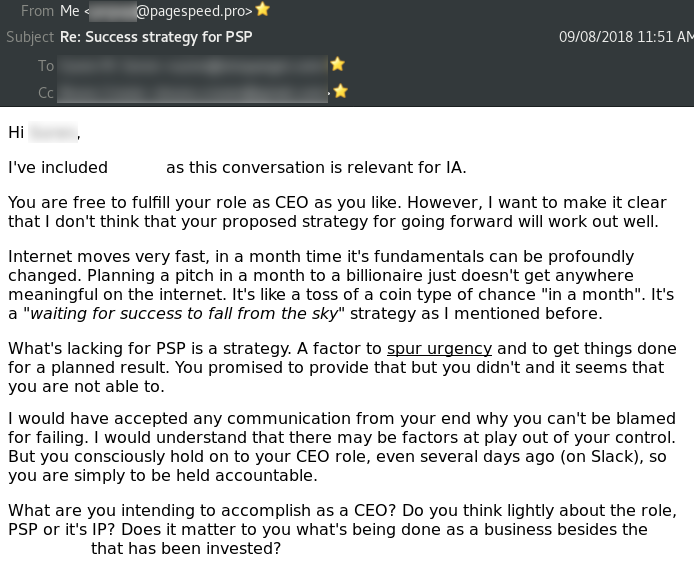 From Me < @pagespeed.pro>
Subject Re: Success strategy for PSP 09/08/2018 11:51 AM
To
Cc
Hi ,
I've included as this conversation is relevant for IA.
You are free to fulfill your role as CEO as you like. However, I want to make it clear
that I don't think that your proposed strategy for going forward will work out well.
Internet moves very fast, in a month time it's fundamentals can be profoundly
changed. Planning a pitch in a month to a billionaire just doesn't get anywhere
meaningful on the internet. It's like a toss of a coin type of chance "in a month". It's
a "waiting for success to fall from the sky" strategy as I mentioned before.
What's lacking for PSP is a strategy. A factor to spur urgency and to get things done
for a planned result. You promised to provide that but you didn't and it seems that
you are not able to.
I would have accepted any communication from your end why you can't be blamed
for failing. I would understand that there may be factors at play out of your control.
But you consciously hold on to your CEO role, even several days ago (on Slack), so
you are simply to be held accountable.
What are you intending to accomplish as a CEO? Do you think lightly about the role,
PSP or it's IP? Does it matter to you what's being done as a business besides the
that has been invested?